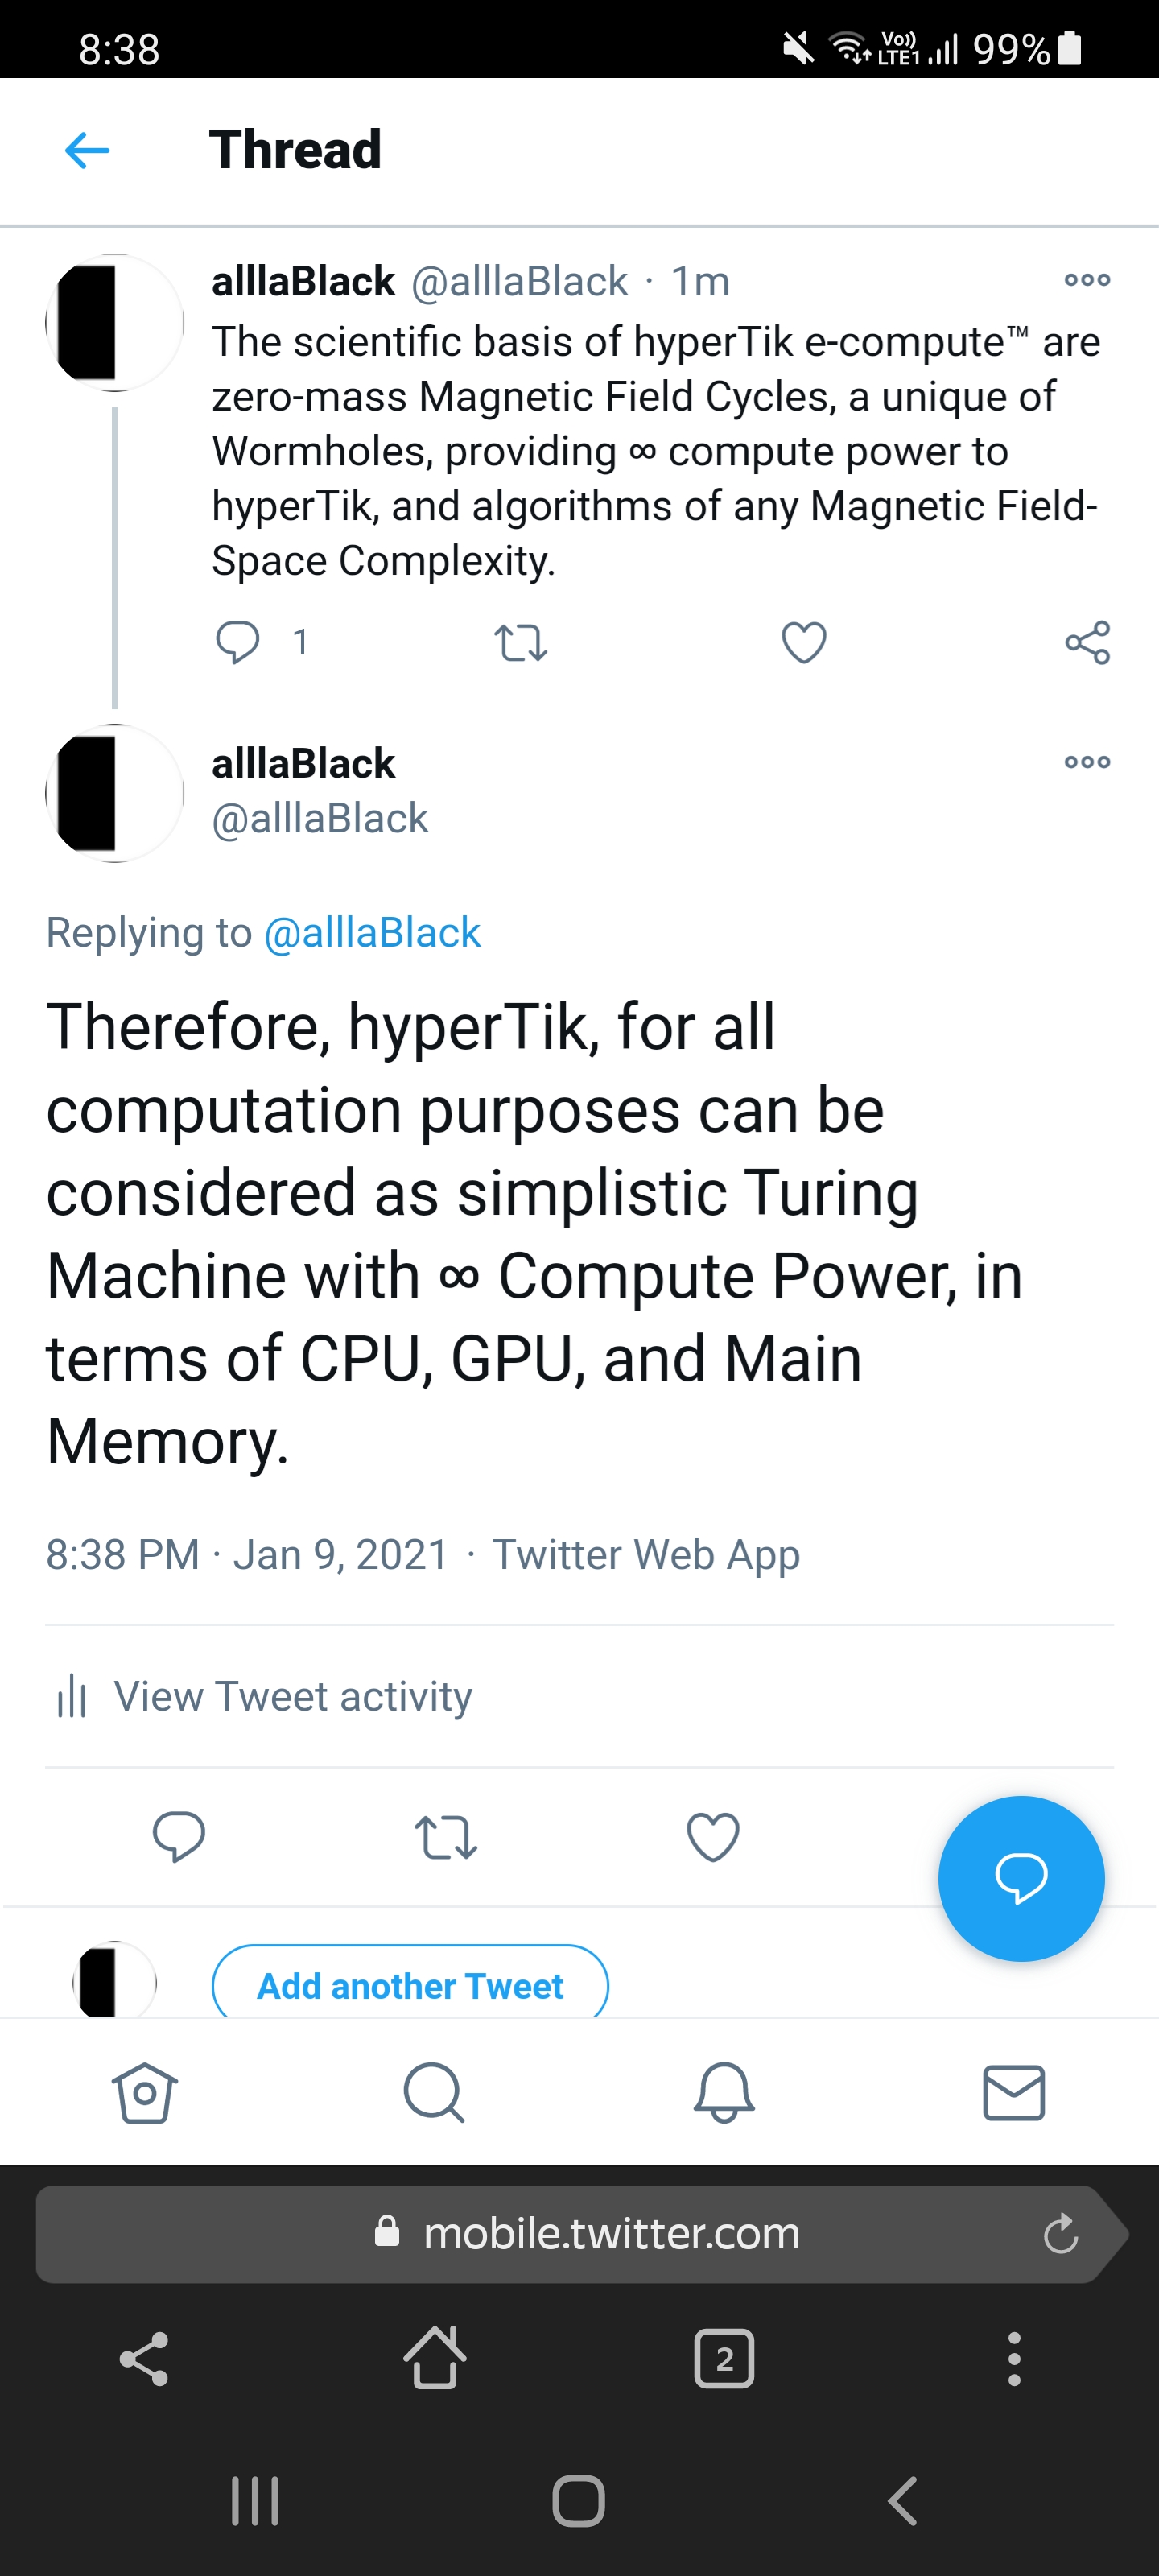 8:38 Vo)) LTE1 99%
Thread
alllaBlack @alllaBlack · 1m
The scientific basis of hyperTik e-compute™ are
zero-mass Magnetic Field Cycles, a unique of
Wormholes, providing ∞ compute power to
hyperTik, and algorithms of any Magnetic Field-
Space Complexity.
1
alllaBlack
@alllaBlack
Replying to @alllaBlack
Therefore, hyperTik, for all
computation purposes can be
considered as simplistic Turing
Machine with ∞ Compute Power, in
terms of CPU, GPU, and Main
Memory.
8:38 PM · Jan 9, 2021 · Twitter Web App
View Tweet activity
Add another Tweet
mobile.twitter.com
2